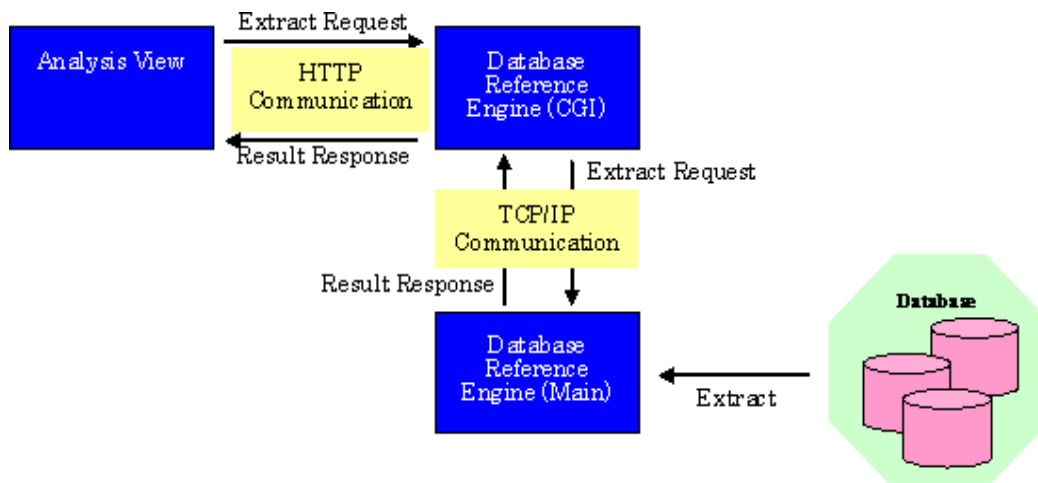 Extract Request
Analysis View
HTTP
Communication
Database
Reference
Engine (CGI)
Result Response
Extract Request
TCP/IP
Communication
Result Response
Database
Reference
Engine (Main)
Extract
Database